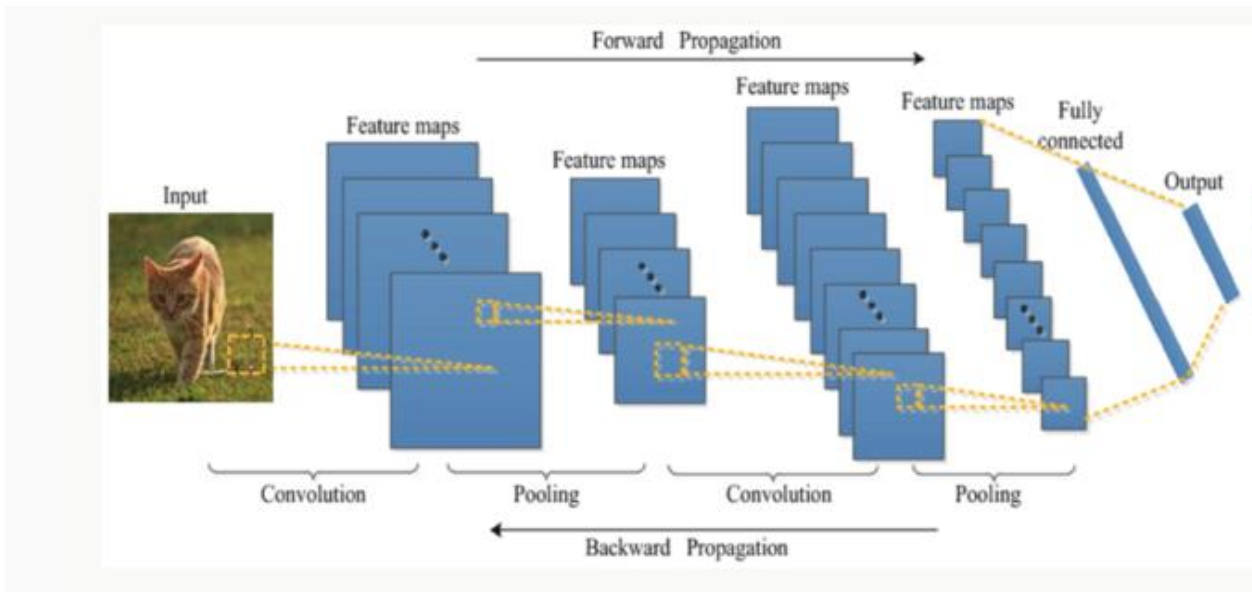 Forward Propagation
Feature maps
Feature maps
Feature maps
Feature maps
Fully
connected
Input
Output
Convolution
Pooling
Convolution
Pooling
Backward Propagation